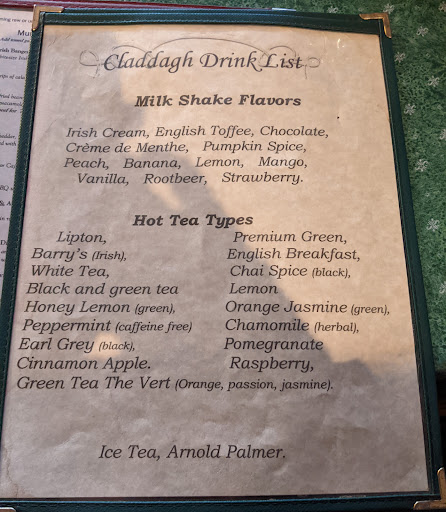 Claddagh Drink List
Milk Shake Flavors
Irish Cream, English Toffee, Chocolate,
Crème de Menthe, Pumpkin Spice,
Peach, Banana, Lemon, Mango,
Vanilla, Rootbeer, Strawberry.
Hot Tea Types
Lipton, Premium Green,
Barry's (Irish), English Breakfast,
White Tea, Chai Spice (black),
Black and green tea Lemon
Honey Lemon (green), Orange Jasmine (green),
Peppermint (caffeine free) Chamomile (herbal),
Earl Grey (black), Pomegranate
Cinnamon Apple. Raspberry,
Green Tea The Vert (Orange, passion, jasmine).
Ice Tea, Arnold Palmer.